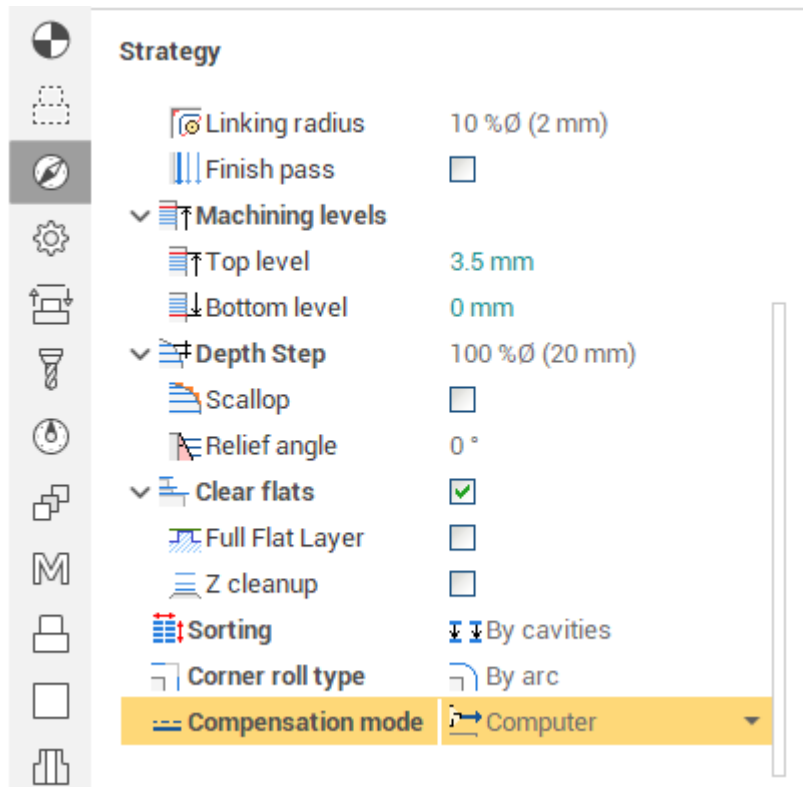 Strategy
Linking radius 10 %Ø (2 mm)
Finish pass
Machining levels
Top level 3.5 mm
Bottom level 0 mm
Depth Step 100 %Ø (20 mm)
Scallop
Relief angle 0 °
Clear flats
Full Flat Layer
Z cleanup
Sorting By cavities
Corner roll type By arc
Compensation mode Computer